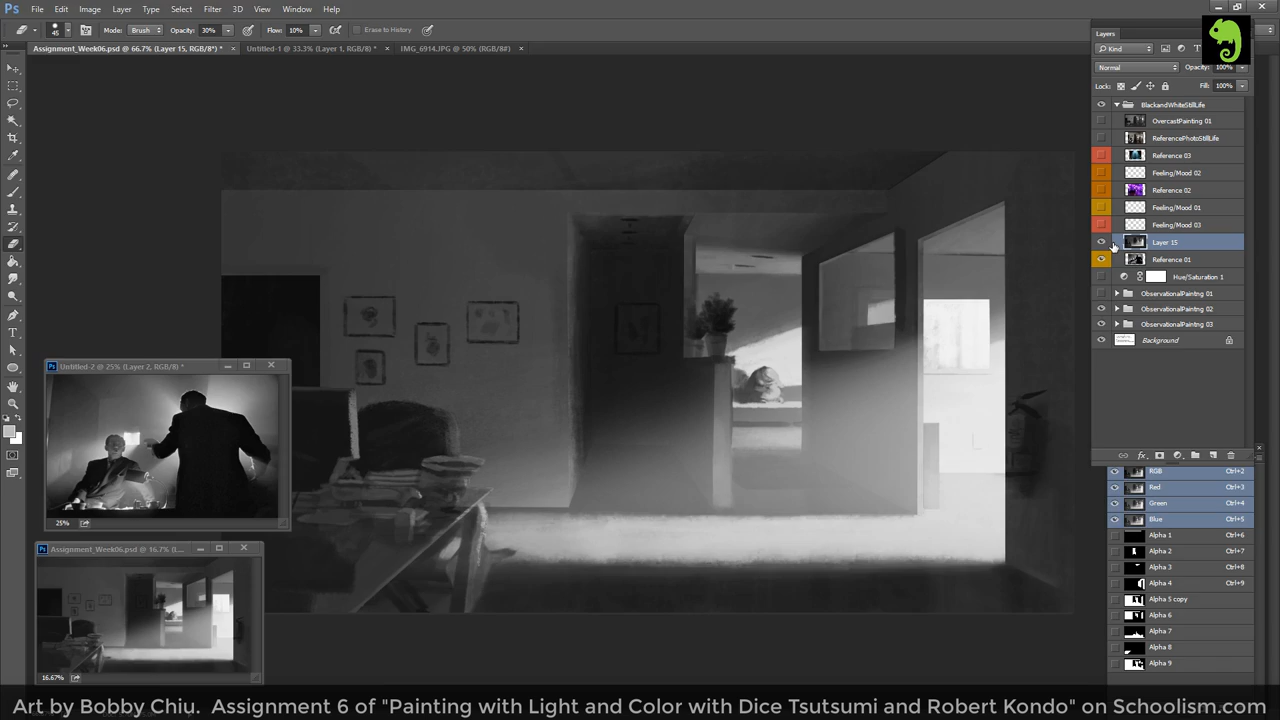 Ps File Edit Image Layer Type Select Filter 3D View Window Help
45 Mode: Brush Opacity: 30% Flow: 10% Erase to History
Assignment_Week06.psd @ 66.7% (Layer 15, RGB/8*) * Untitled-1 @ 33.3% (Layer 1, RGB/8) * IMG_6914.JPG @ 50% (RGB/8#)
Layers
Kind
Normal Opacity: 100%
Lock: Fill: 100%
BlackandWhiteStillLife
OvercastPainting 01
ReferencePhotoStillLife
Reference 03
Feeling/Mood 02
Reference 02
Feeling/Mood 01
Feeling/Mood 03
Layer 15
Reference 01
Hue/Saturation 1
ObservationalPaintng 01
ObservationalPaintng 02
ObservationalPaintng 03
Background
fx
RGB Ctrl+2
Red Ctrl+3
Green Ctrl+4
Blue Ctrl+5
Alpha 1 Ctrl+6
Alpha 2 Ctrl+7
Alpha 3 Ctrl+8
Alpha 4 Ctrl+9
Alpha 5 copy
Alpha 6
Alpha 7
Alpha 8
Alpha 9
Ps Untitled-2 @ 25% (Layer 2, RGB/8) *
25%
Ps Assignment_Week06.psd @ 16.7% (L...
16.67%
Art by Bobby Chiu. Assignment 6 of "Painting with Light and Color with Dice Tsutsumi and Robert Kondo" on Schoolism.com